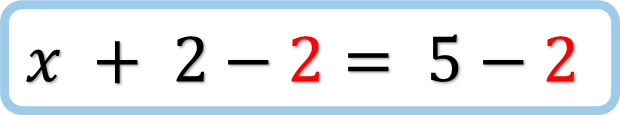 x + 2 − 2 = 5 − 2